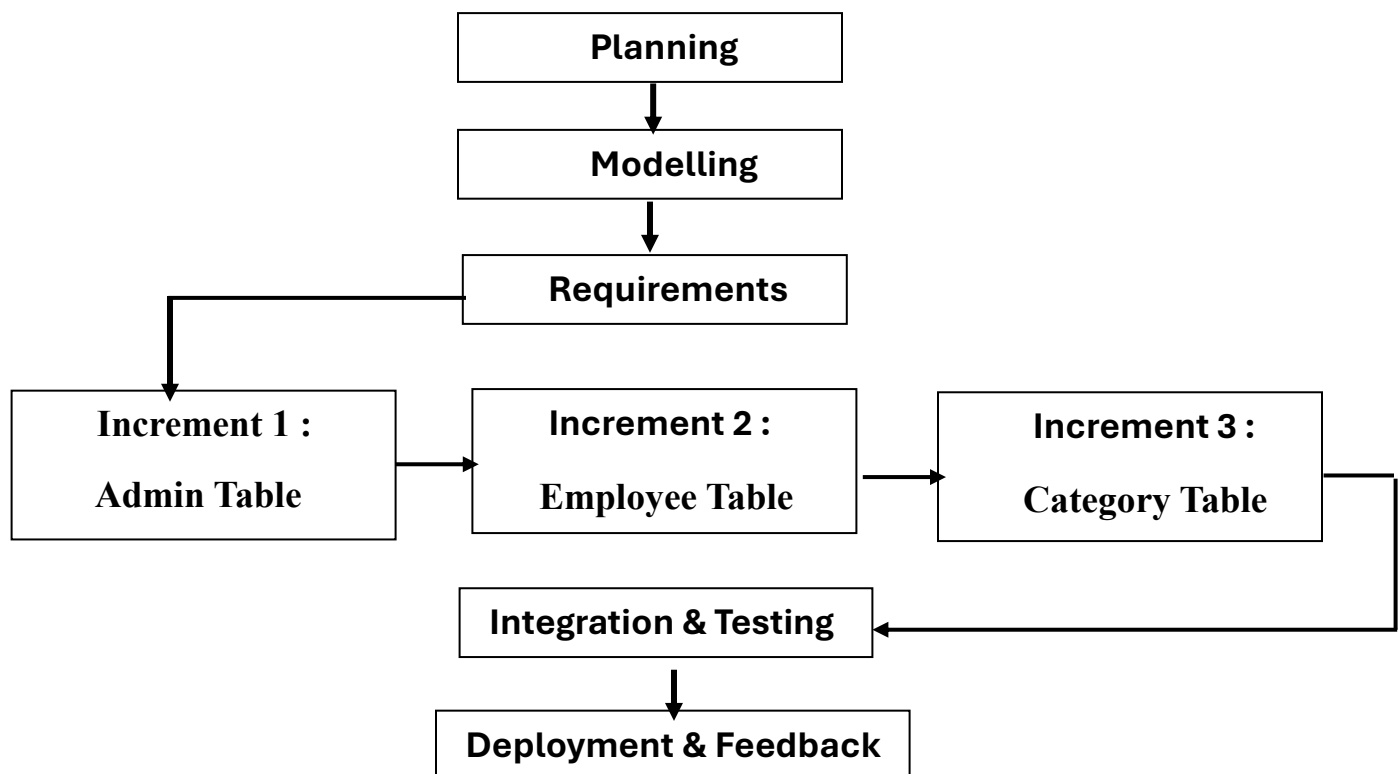 Planning
Modelling
Requirements
Increment 1 :
Admin Table
Increment 2 :
Employee Table
Increment 3 :
Category Table
Integration & Testing
Deployment & Feedback